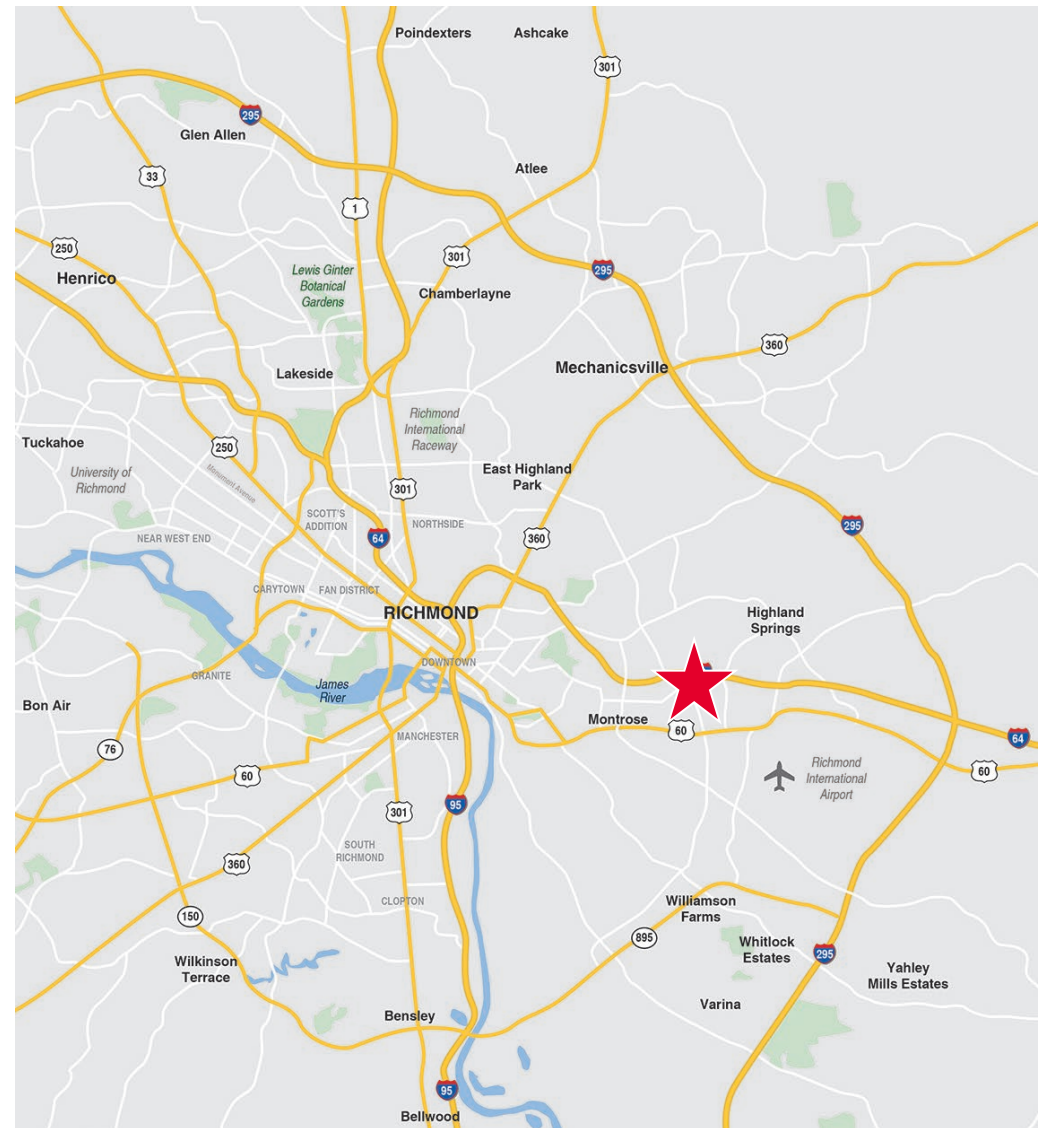 Poindexters
Ashcake
301
295
Glen Allen
33
Atlee
1
250
301
295
Henrico
Lewis Ginter
Botanical
Gardens
Chamberlayne
360
Mechanicsville
Lakeside
Richmond
International
Raceway
Tuckahoe
250
University of
Richmond
Monument Avenue
East Highland
Park
301
SCOTT'S
ADDITION
NORTHSIDE
295
NEAR WEST END
64
360
CARYTOWN
FAN DISTRICT
RICHMOND
Highland
Springs
DOWNTOWN
GRANITE
James
River
Bon Air
Montrose
60
MANCHESTER
64
76
60
Richmond
International
Airport
60
95
301
SOUTH
RICHMOND
360
CLOPTON
Williamson
Farms
150
895
Whitlock
Estates
295
Wilkinson
Terrace
Yahley
Mills Estates
Varina
Bensley
95
Bellwood